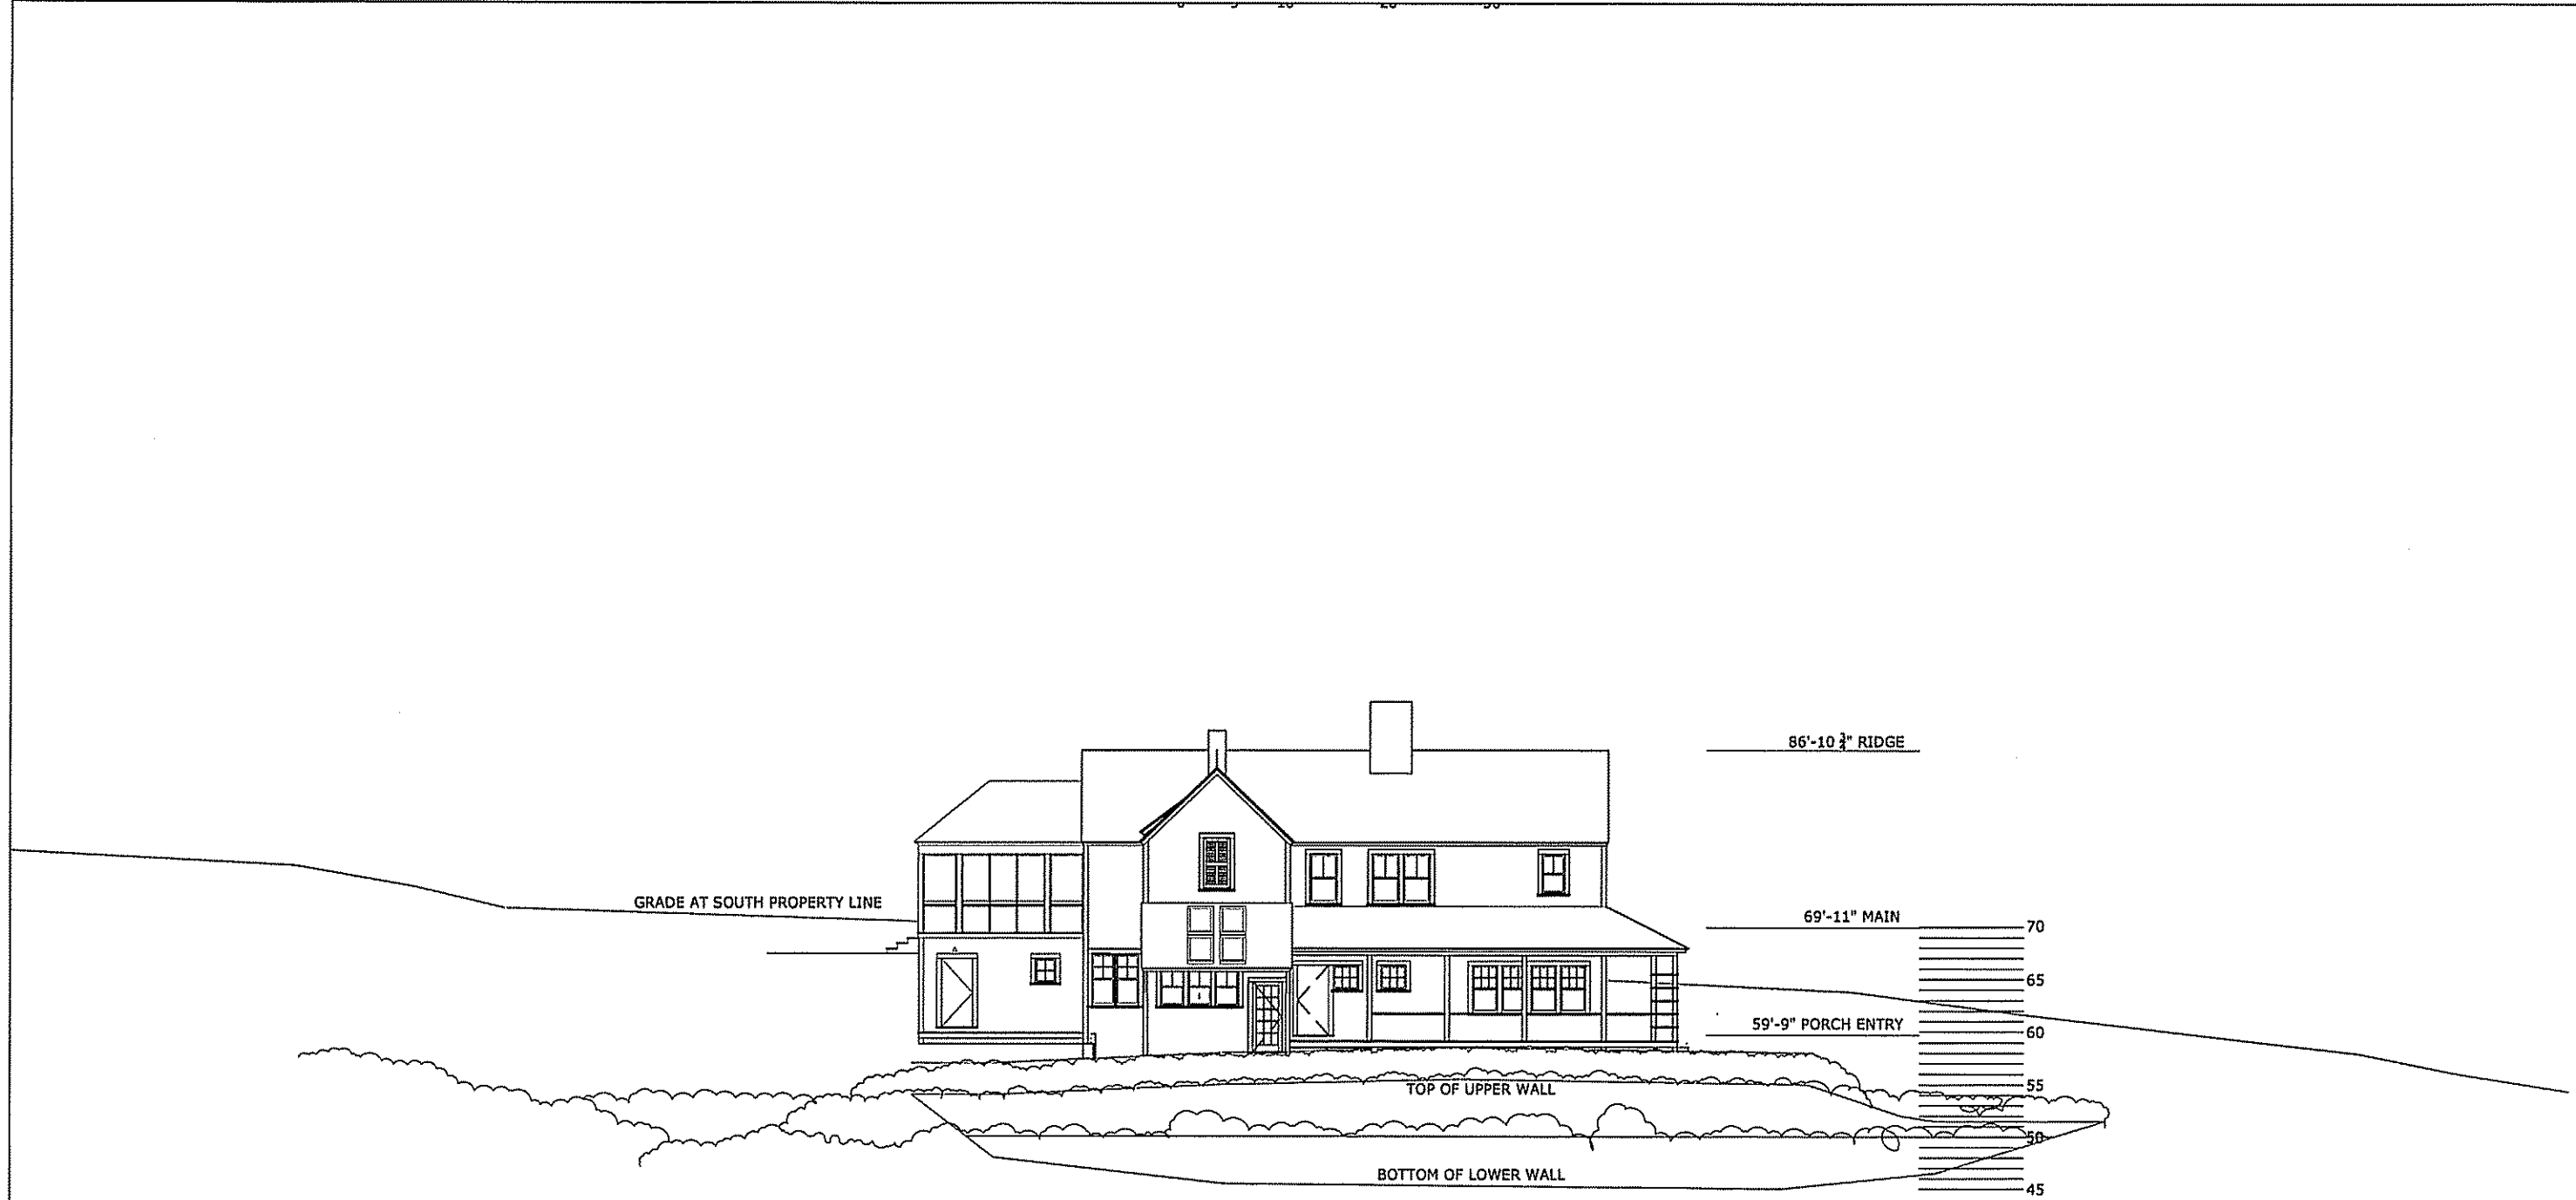 86'-10 3/4" RIDGE
GRADE AT SOUTH PROPERTY LINE
69'-11" MAIN
70
65
59'-9" PORCH ENTRY
60
55
TOP OF UPPER WALL
50
BOTTOM OF LOWER WALL
45